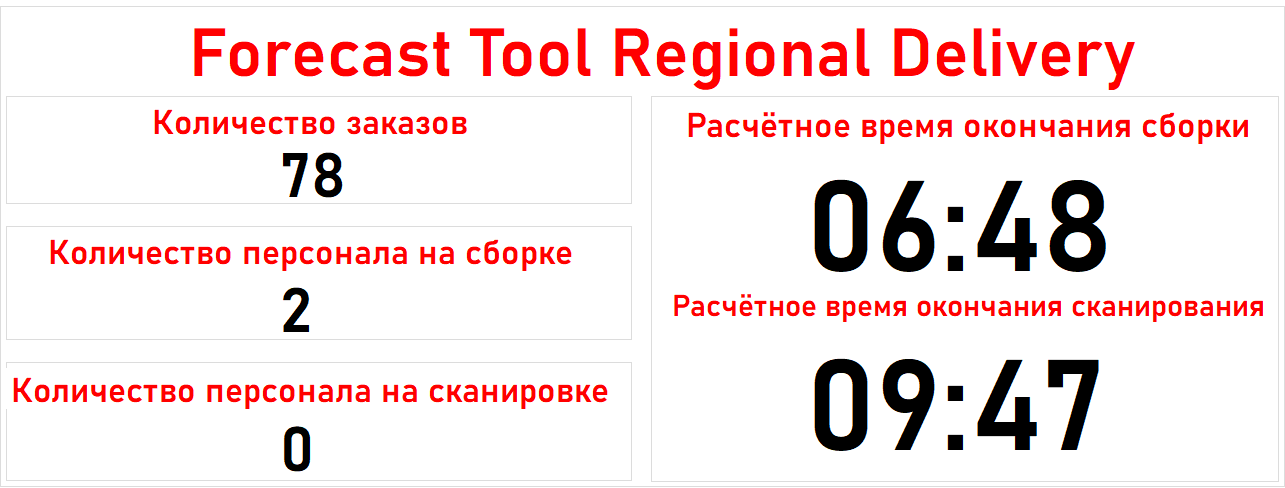 Forecast Tool Regional Delivery
Количество заказов
78
Количество персонала на сборке
2
Количество персонала на сканировке
0
Расчётное время окончания сборки
06:48
Расчётное время окончания сканирования
09:47